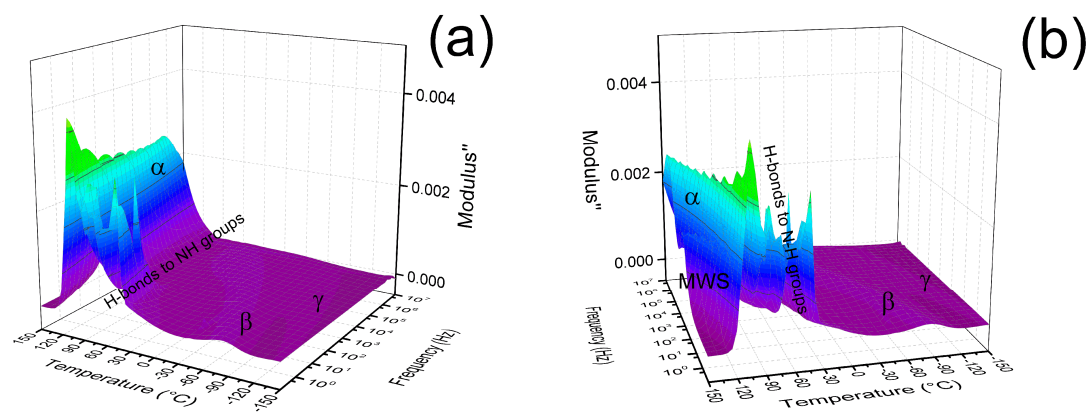 (a)
0.004
0.002
0.000
Modulus"
α
β
γ
H-bonds to NH groups
10⁷
10⁶
10⁵
10⁴
10³
10²
10¹
10⁰
Frequency (Hz)
150
120
90
60
30
0
-30
-60
-90
-120
-150
Temperature (°C)
(b)
0.004
0.002
0.000
Modulus"
α
MWS
H-bonds to N-H groups
β
γ
10⁷
10⁶
10⁵
10⁴
10³
10²
10¹
10⁰
Frequency (Hz)
150
120
90
60
30
0
-30
-60
-90
-120
-150
Temperature (°C)